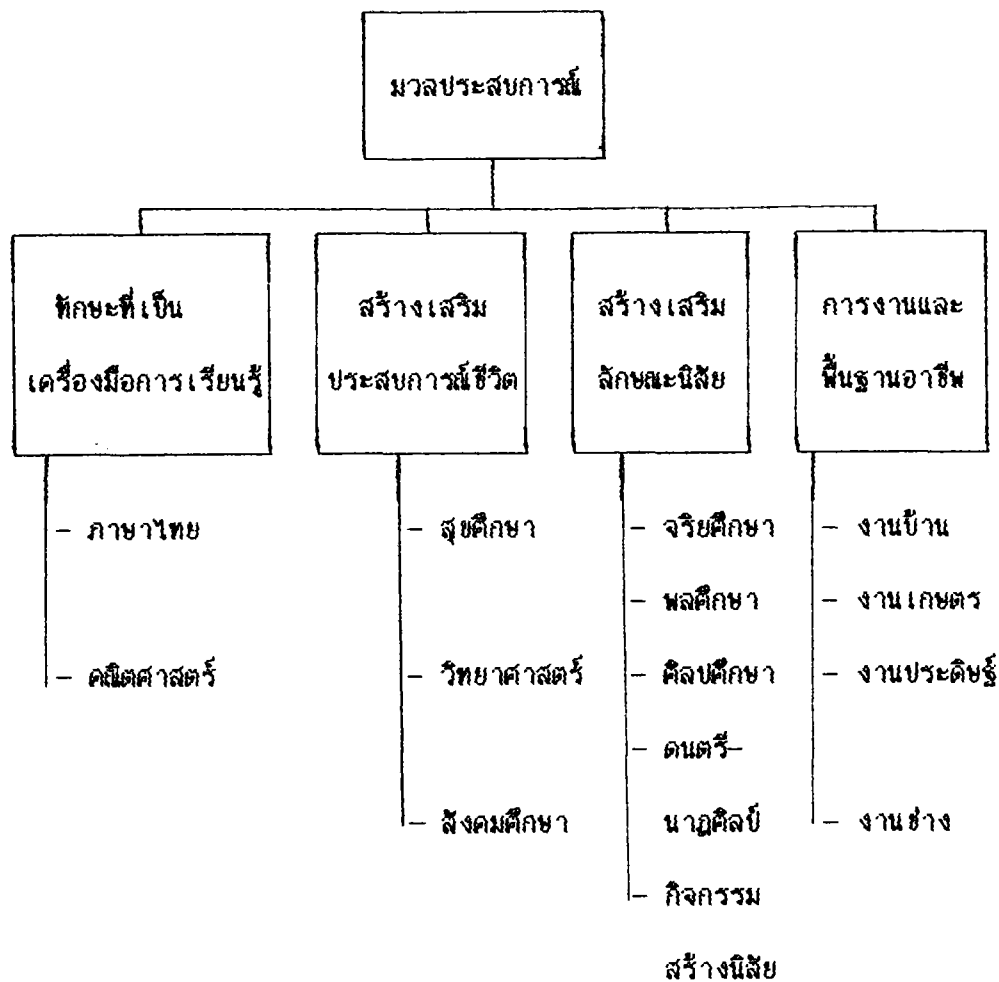 มวลประสบการณ์
ทักษะที่เป็น
เครื่องมือการเรียนรู้
สร้างเสริม
ประสบการณ์ชีวิต
สร้างเสริม
ลักษณะนิสัย
การงานและ
พื้นฐานอาชีพ
- ภาษาไทย
- คณิตศาสตร์
- สุขศึกษา
- วิทยาศาสตร์
- สังคมศึกษา
- จริยศึกษา
- พลศึกษา
- ศิลปศึกษา
- ดนตรี-
นาฏศิลป์
- กิจกรรม
สร้างนิสัย
- งานบ้าน
- งานเกษตร
- งานประดิษฐ์
- งานช่าง